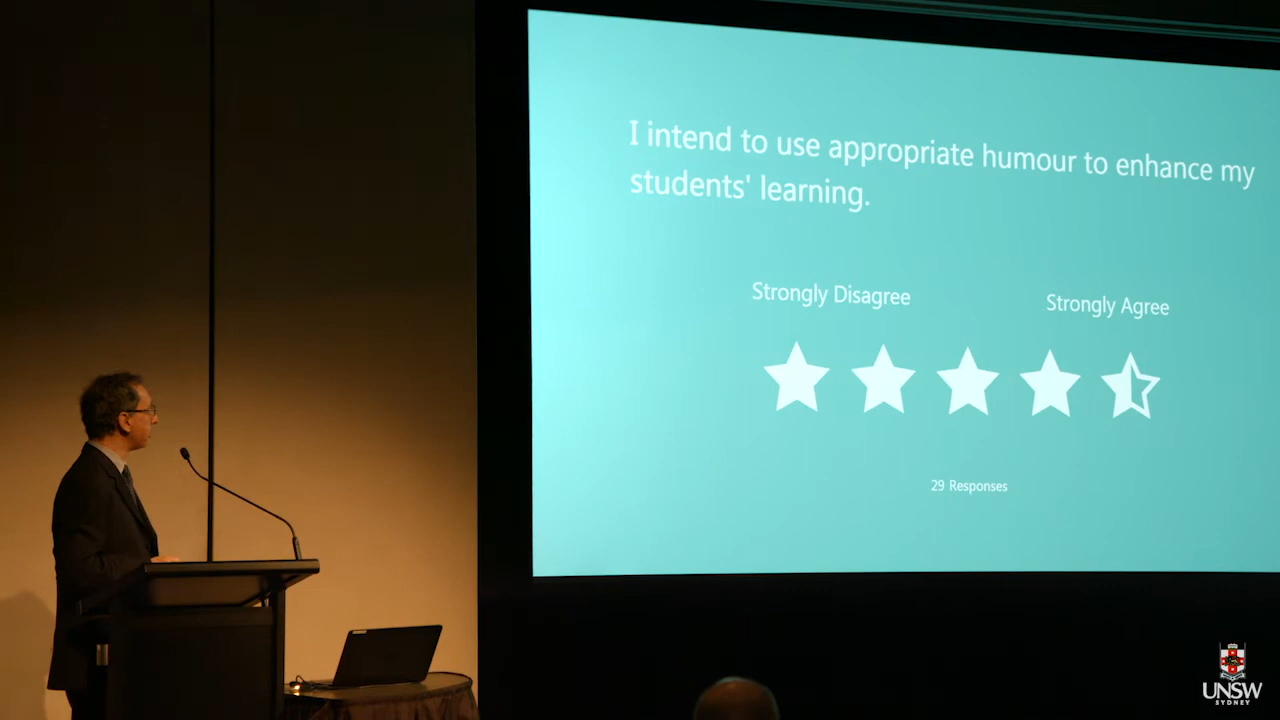 I intend to use appropriate humour to enhance my
students' learning.
Strongly Disagree
Strongly Agree
29 Responses
UNSW
SYDNEY